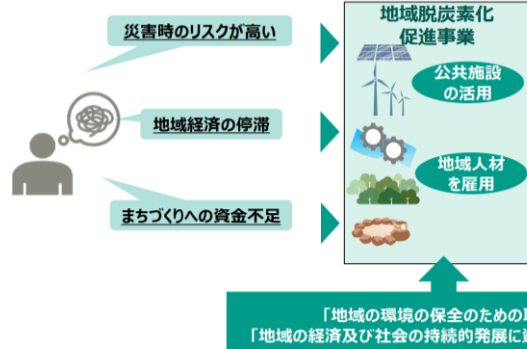 災害時のリスクが高い
地域経済の停滞
まちづくりへの資金不足
地域脱炭素化
促進事業
公共施設
の活用
地域人材
を雇用
「地域の環境の保全のための
「地域の経済及び社会の持続的発展に